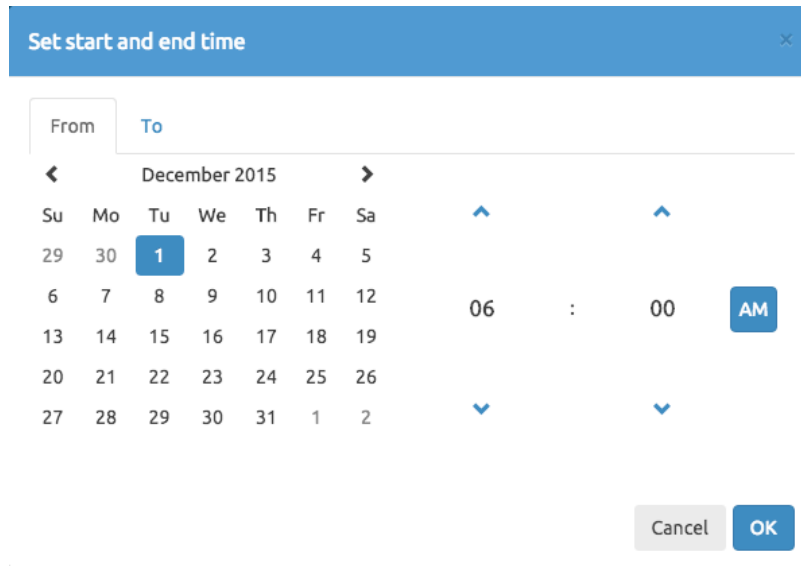 Set start and end time ×
From To
December 2015
Su Mo Tu We Th Fr Sa
29 30 1 2 3 4 5
6 7 8 9 10 11 12
13 14 15 16 17 18 19
20 21 22 23 24 25 26
27 28 29 30 31 1 2
06 : 00 AM
Cancel OK